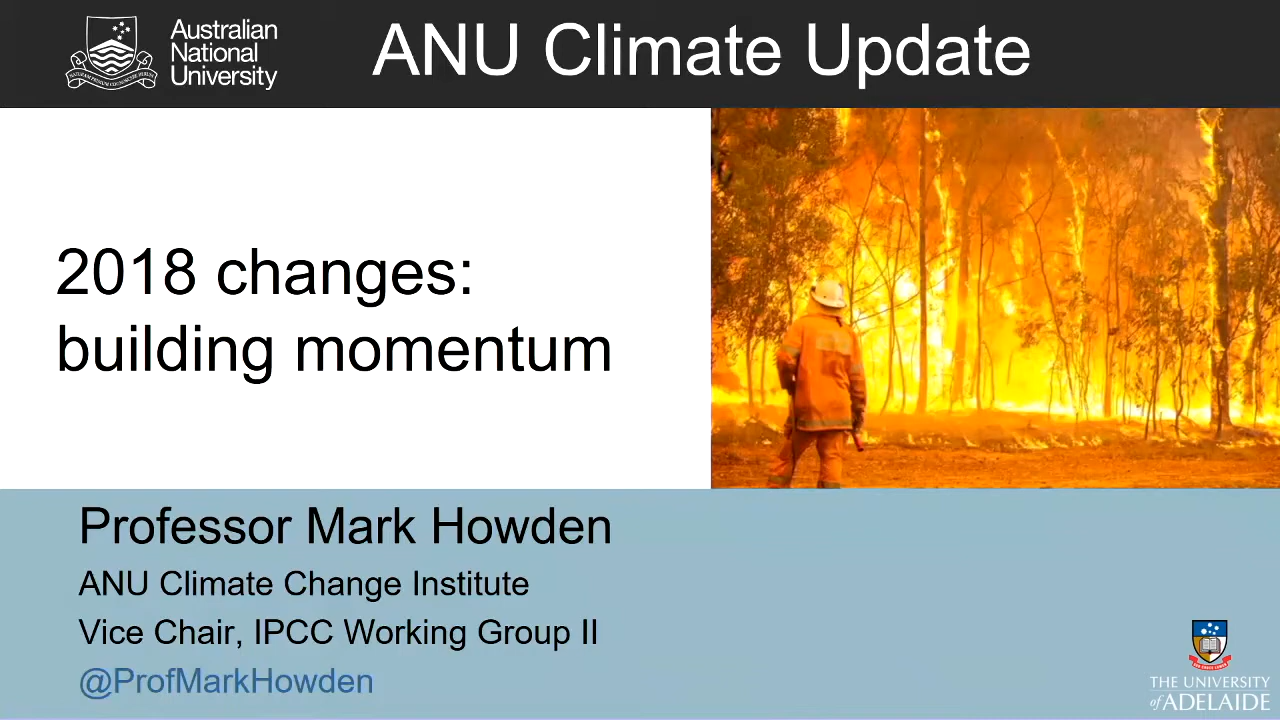 Australian
National
University
ANU Climate Update
2018 changes:
building momentum
Professor Mark Howden
ANU Climate Change Institute
Vice Chair, IPCC Working Group II
@ProfMarkHowden
THE UNIVERSITY
of ADELAIDE